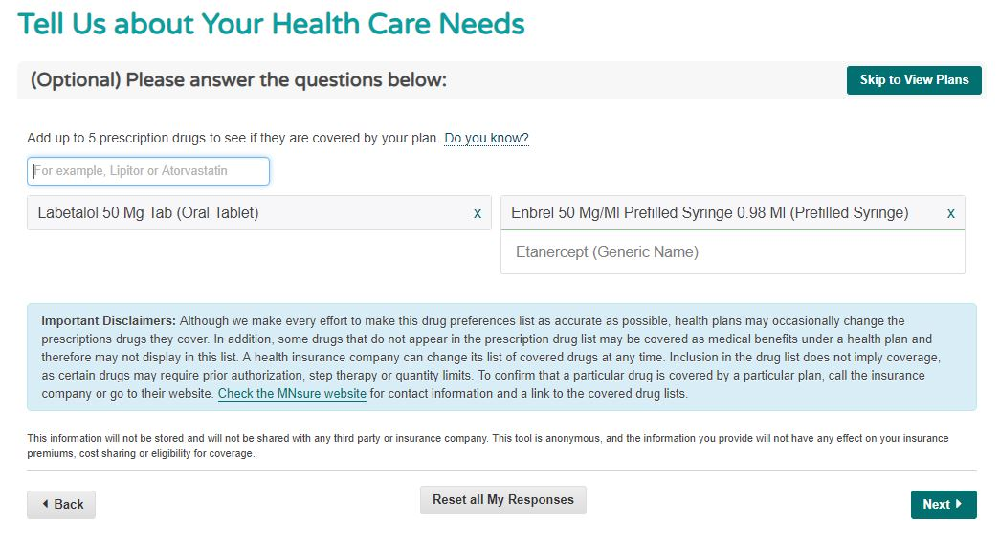 Tell Us about Your Health Care Needs
(Optional) Please answer the questions below:
Skip to View Plans
Add up to 5 prescription drugs to see if they are covered by your plan. Do you know?
For example, Lipitor or Atorvastatin
Labetalol 50 Mg Tab (Oral Tablet) x
Enbrel 50 Mg/Ml Prefilled Syringe 0.98 Ml (Prefilled Syringe) x
Etanercept (Generic Name)
Important Disclaimers: Although we make every effort to make this drug preferences list as accurate as possible, health plans may occasionally change the
prescriptions drugs they cover. In addition, some drugs that do not appear in the prescription drug list may be covered as medical benefits under a health plan and
therefore may not display in this list. A health insurance company can change its list of covered drugs at any time. Inclusion in the drug list does not imply coverage,
as certain drugs may require prior authorization, step therapy or quantity limits. To confirm that a particular drug is covered by a particular plan, call the insurance
company or go to their website. Check the MNsure website for contact information and a link to the covered drug lists.
This information will not be stored and will not be shared with any third party or insurance company. This tool is anonymous, and the information you provide will not have any effect on your insurance
premiums, cost sharing or eligibility for coverage.
Back
Reset all My Responses
Next